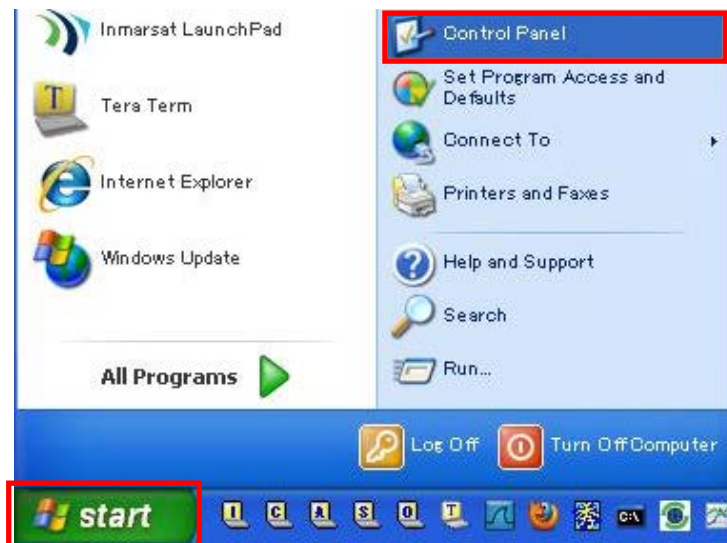 Inmarsat LaunchPad
Tera Term
Internet Explorer
Windows Update
All Programs
Control Panel
Set Program Access and
Defaults
Connect To
Printers and Faxes
Help and Support
Search
Run...
Log Off
Turn Off Computer
start
I C A S O T
C:\